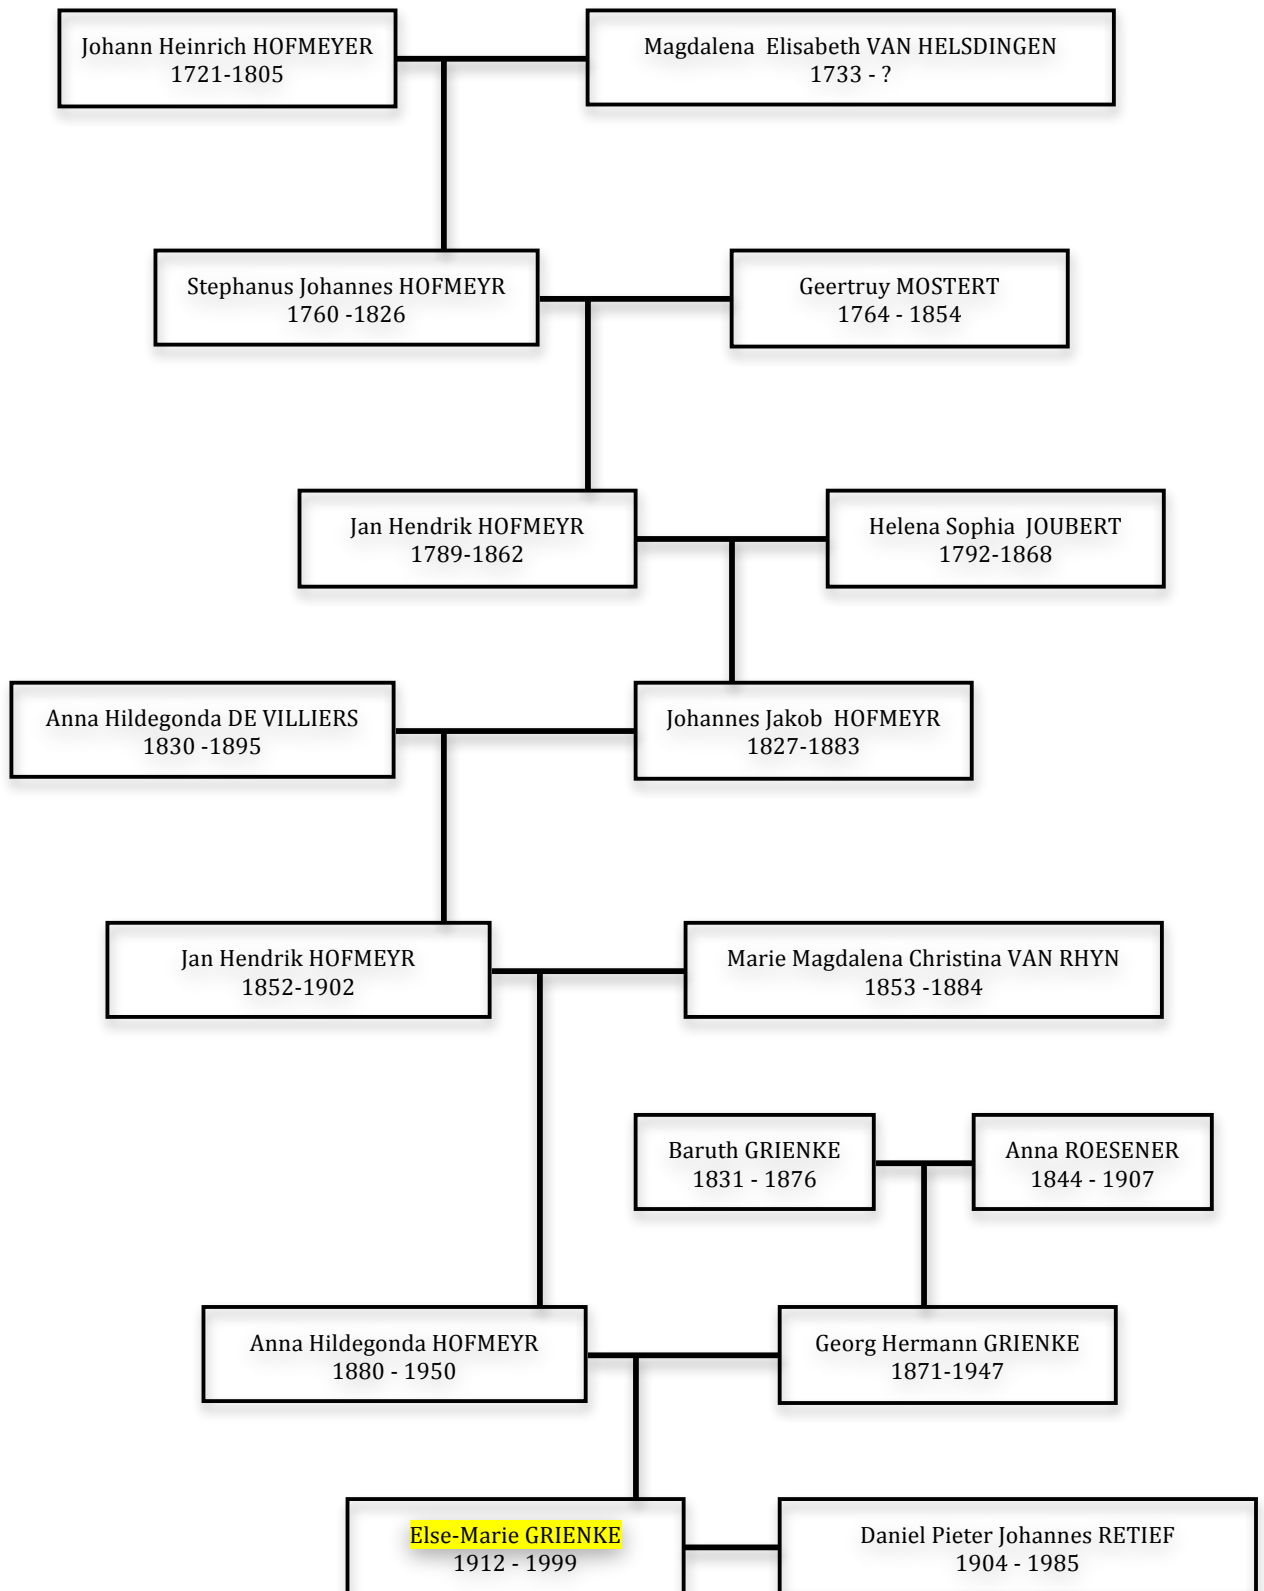 Johann Heinrich HOFMEYER
1721-1805
Magdalena  Elisabeth VAN HELSDINGEN
1733 - ?
Stephanus Johannes HOFMEYR
1760 -1826
Geertruy MOSTERT
1764 - 1854
Jan Hendrik HOFMEYR
1789-1862
Helena Sophia  JOUBERT
1792-1868
Anna Hildegonda DE VILLIERS
1830 -1895
Johannes Jakob  HOFMEYR
1827-1883
Jan Hendrik HOFMEYR
1852-1902
Marie Magdalena Christina VAN RHYN
1853 -1884
Baruth GRIENKE
1831 - 1876
Anna ROESENER
1844 - 1907
Anna Hildegonda HOFMEYR
1880 - 1950
Georg Hermann GRIENKE
1871-1947
Else-Marie GRIENKE
1912 - 1999
Daniel Pieter Johannes RETIEF
1904 - 1985